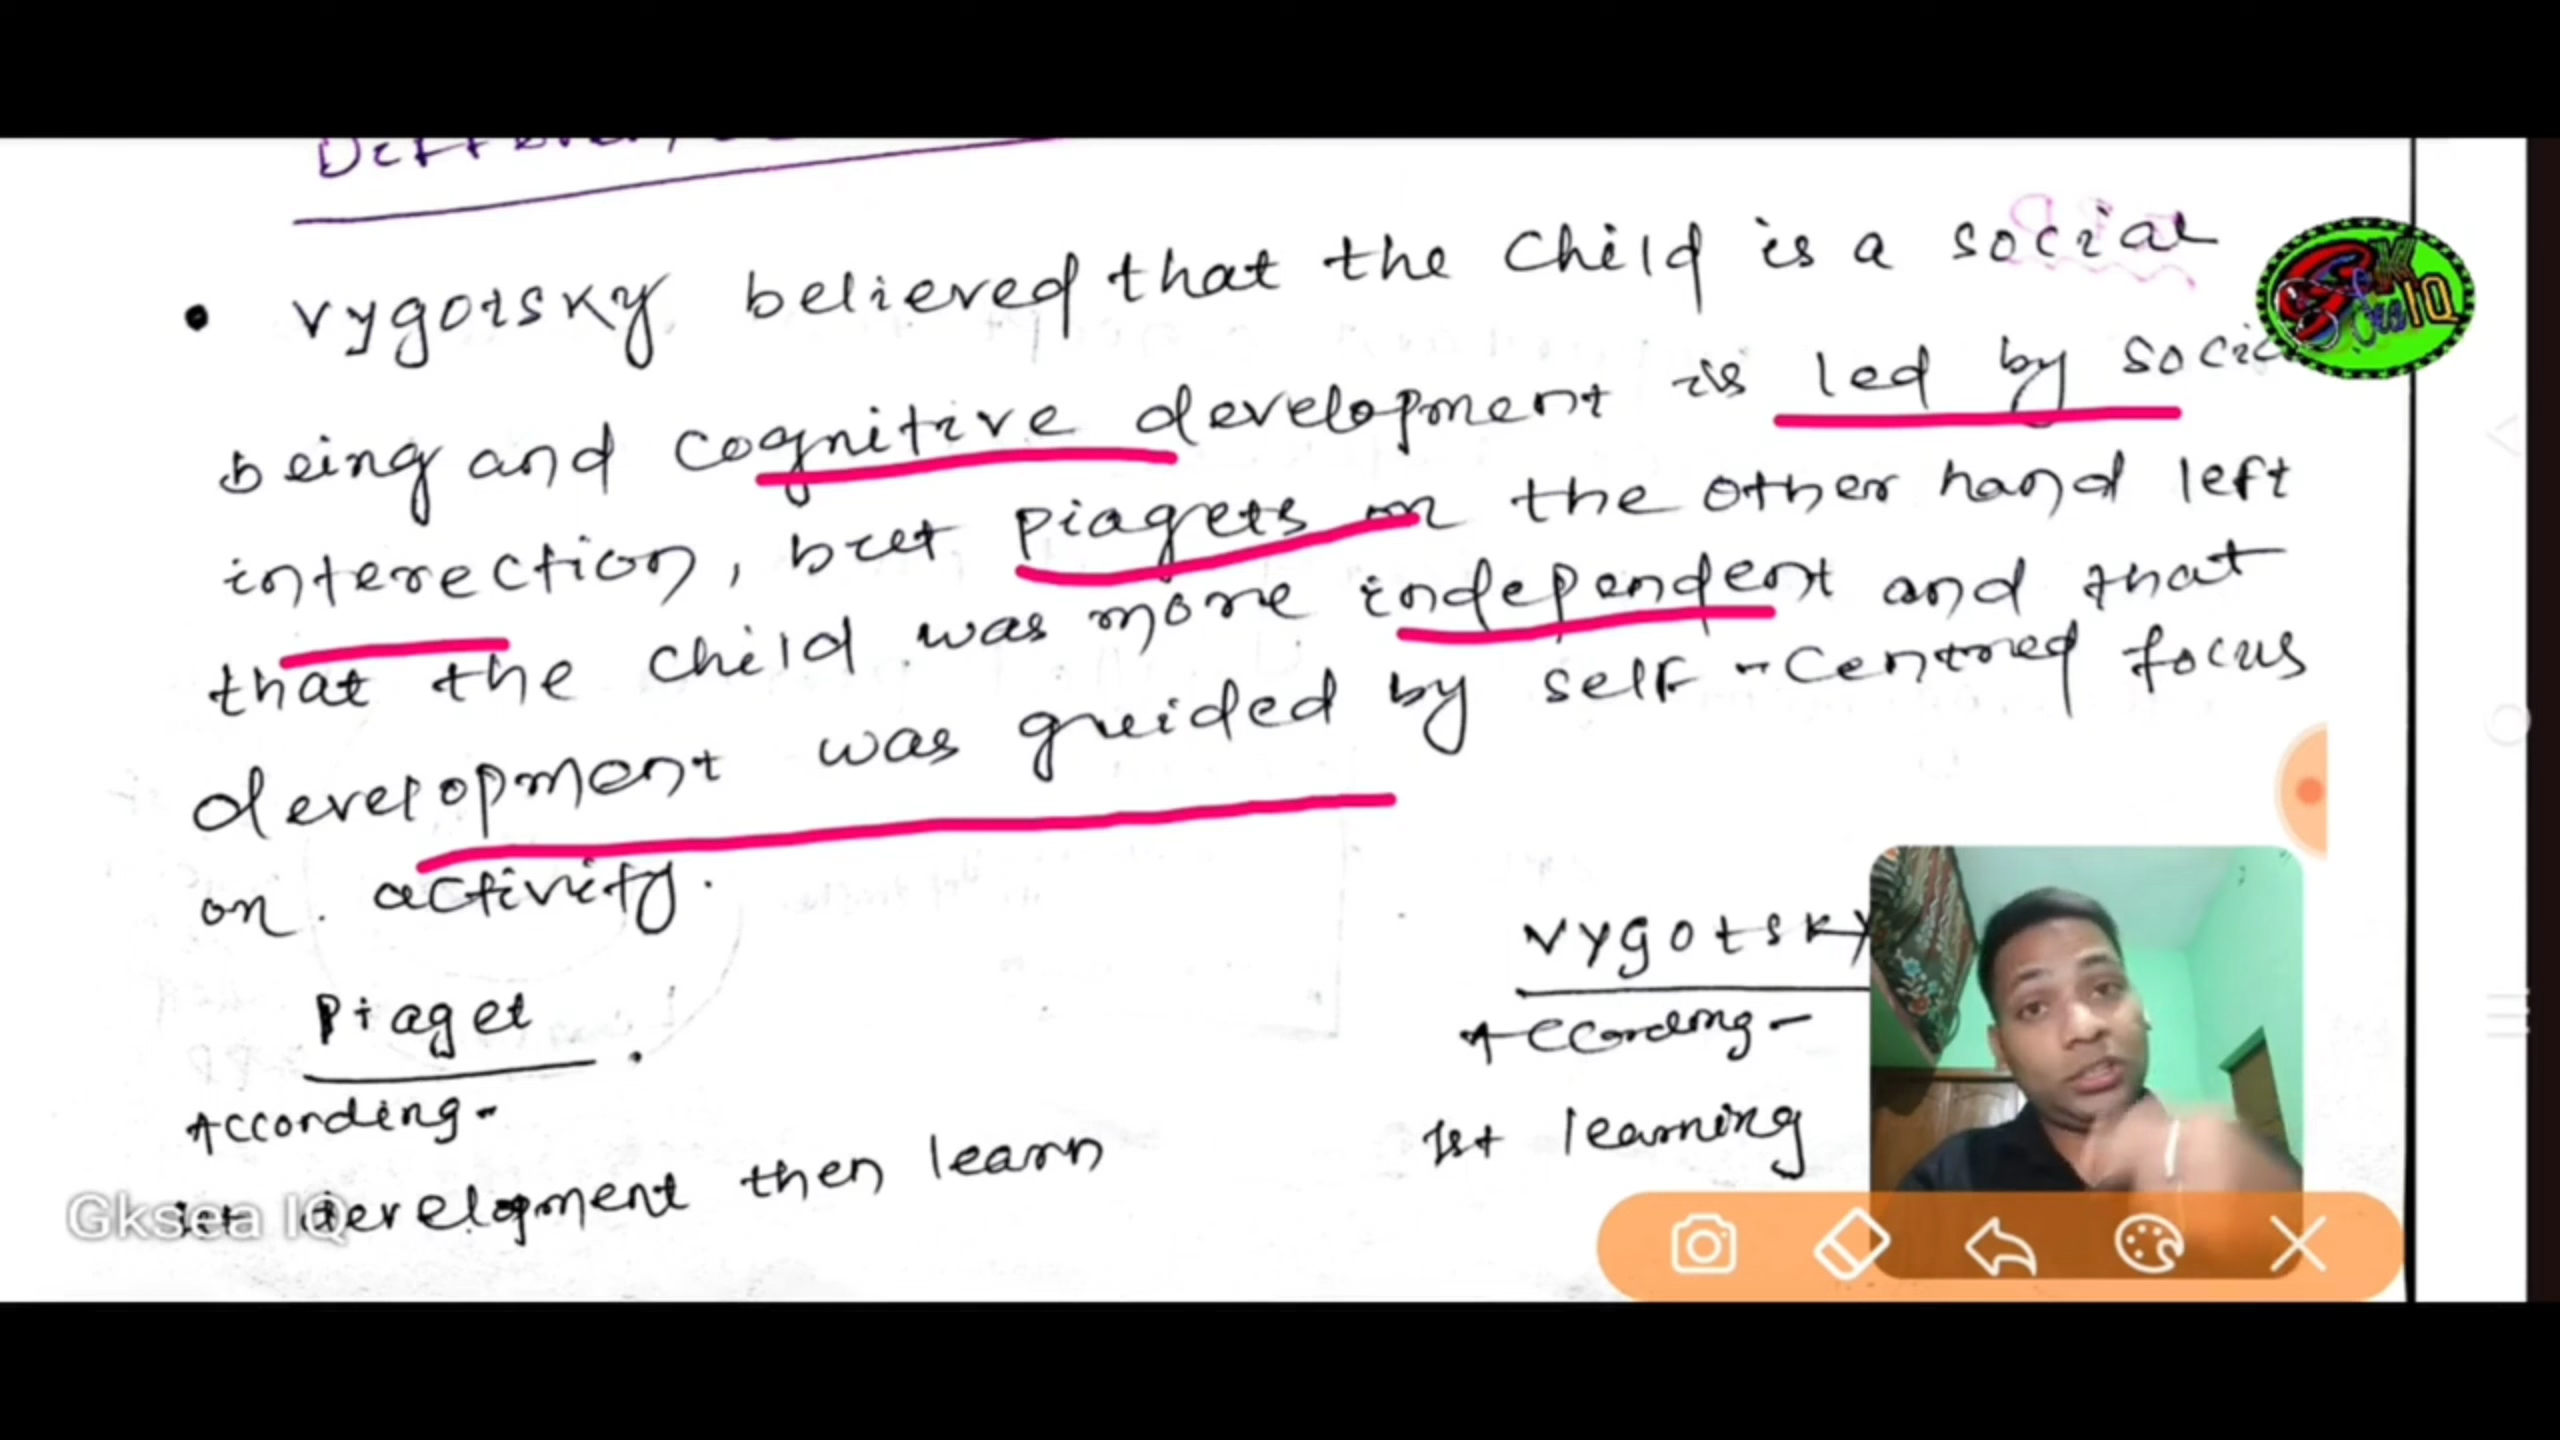 • Vygotsky believed that the Child is a social
being and cognitive development is led by social
interection, but piagets on the other hand left
that the child was more independent and that
development was guided by self-Centred focus
on activity.
Piaget
According-
1st development then learn
Vygotsky
According-
1st learning
Gksea IQ